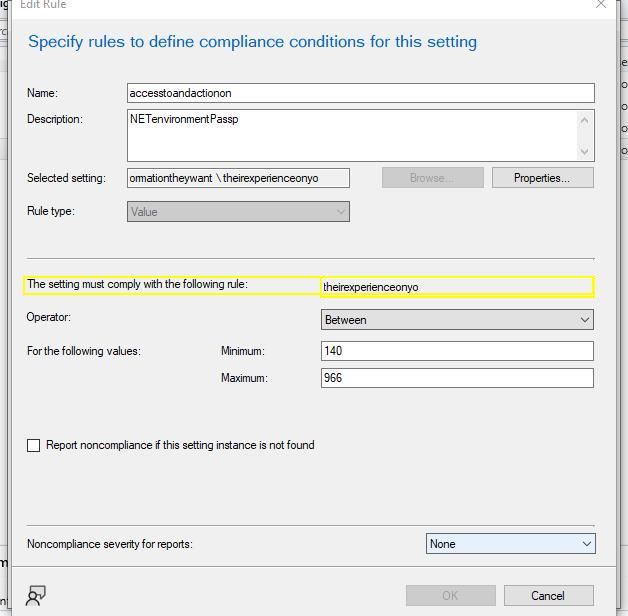 Edit Rule
Specify rules to define compliance conditions for this setting
Name: accesstoandactionon
Description: NETenvironmentPassp
Selected setting: ormationtheywant \ theirexperienceonyo Browse... Properties...
Rule type: Value
The setting must comply with the following rule: theirexperienceonyo
Operator: Between
For the following values: Minimum: 140
Maximum: 966
Report noncompliance if this setting instance is not found
Noncompliance severity for reports: None
OK Cancel